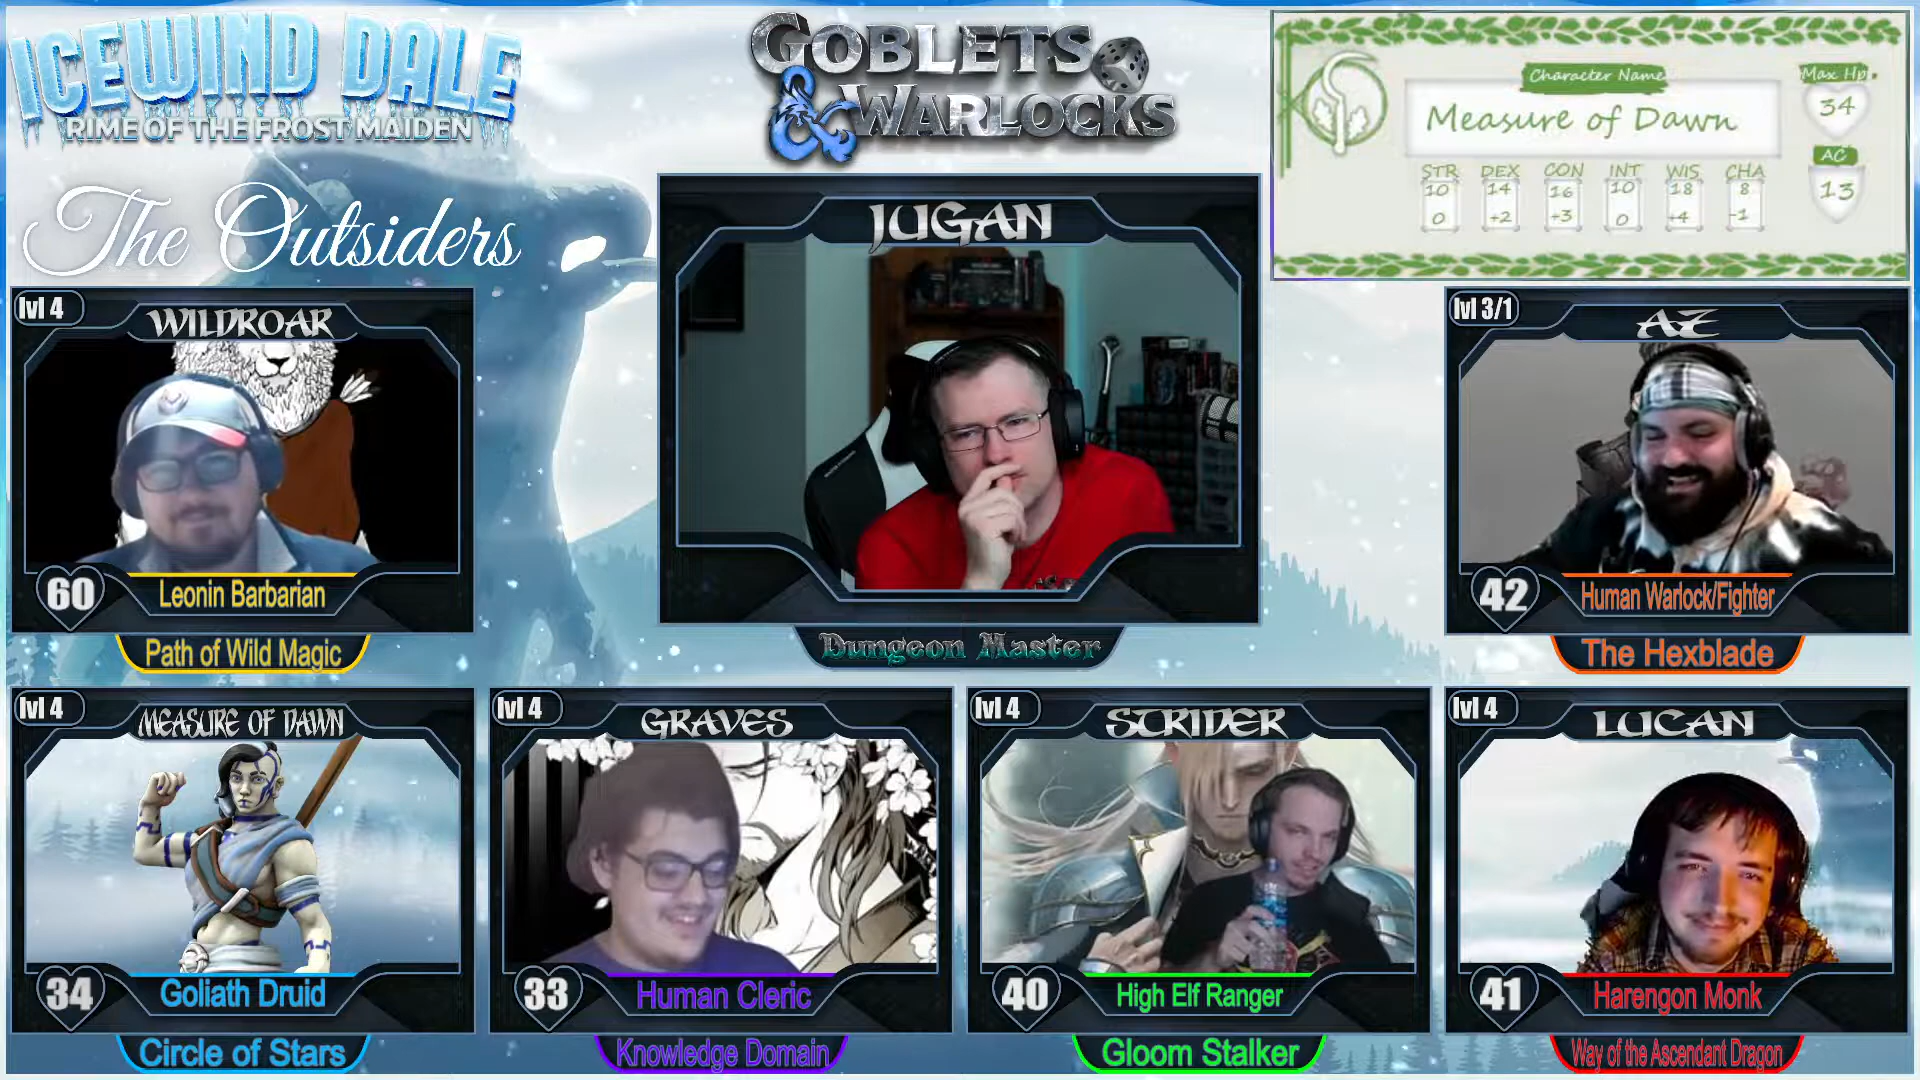 ICEWIND DALE
RIME OF THE FROST MAIDEN
The Outsiders
GOBLETS
& WARLOCKS
Character Name
Measure of Dawn
Max Hp.
34
AC
13
STR DEX CON INT WIS CHA
10 14 16 10 18 8
0 +2 +3 0 +4 -1
JUGAN
Dungeon Master
lvl 4
WILDROAR
60
Leonin Barbarian
Path of Wild Magic
lvl 3/1
AZ
42
Human Warlock/Fighter
The Hexblade
lvl 4
MEASURE OF DAWN
34
Goliath Druid
Circle of Stars
lvl 4
GRAVES
33
Human Cleric
Knowledge Domain
lvl 4
STRIDER
40
High Elf Ranger
Gloom Stalker
lvl 4
LUCAN
41
Harengon Monk
Way of the Ascendant Dragon